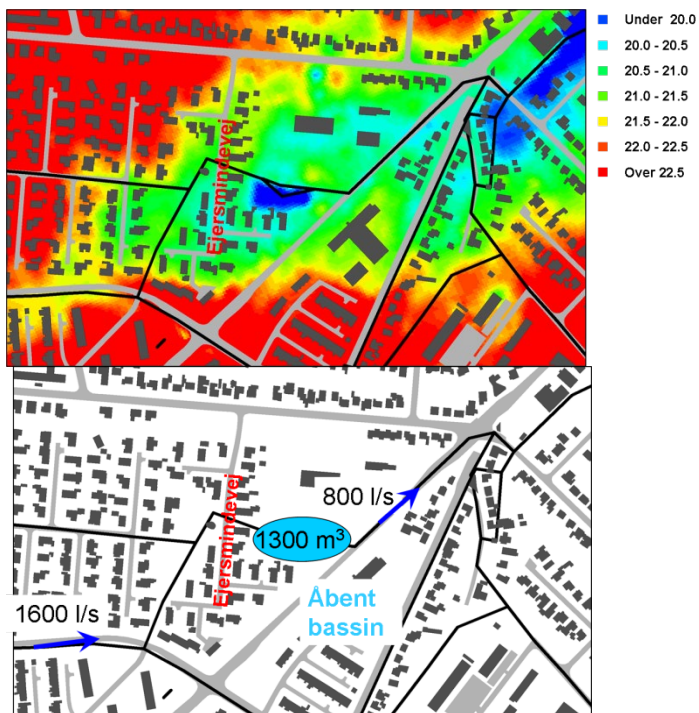 Under 20.0
20.0 - 20.5
20.5 - 21.0
21.0 - 21.5
21.5 - 22.0
22.0 - 22.5
Over 22.5
Ejersmindevej
800 l/s
Ejersmindevej
1300 m³
Åbent
bassin
1600 l/s